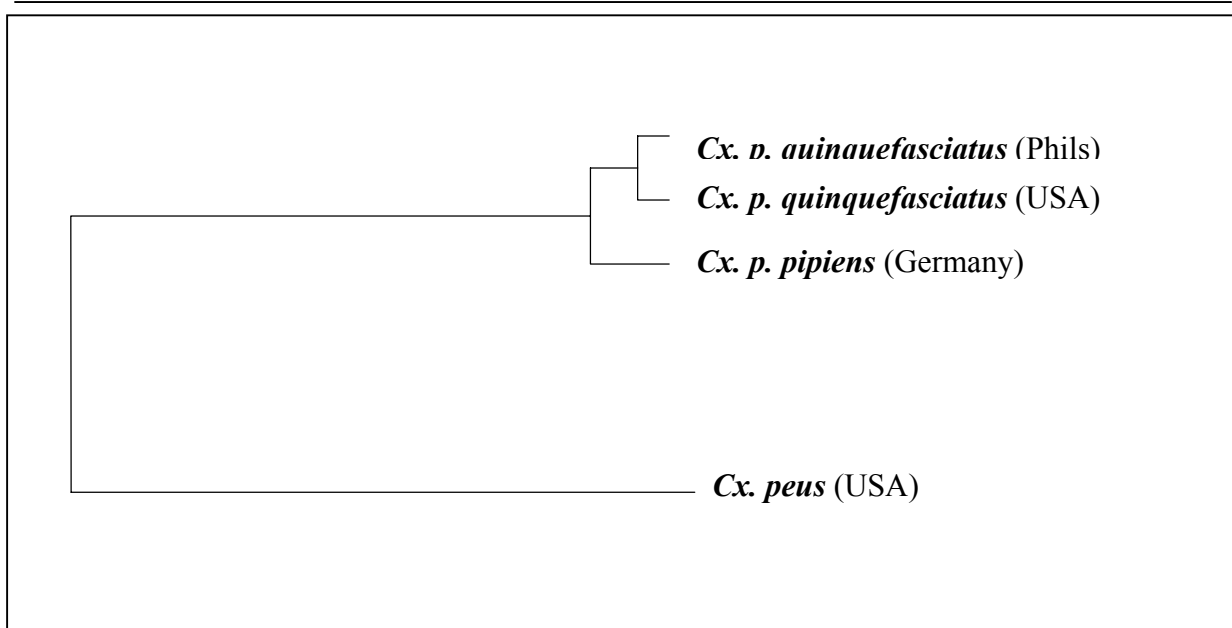 Cx. p. quinquefasciatus (Phils)
Cx. p. quinquefasciatus (USA)
Cx. p. pipiens (Germany)
Cx. peus (USA)